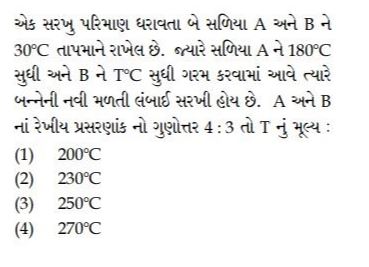 એક સરખુ પરિમાણ ધરાવતા બે સળિયા A અને B ને
30°C તાપમાને રાખેલ છે. જ્યારે સળિયા A ને 180°C
સુધી અને B ને T°C સુધી ગરમ કરવામાં આવે ત્યારે
બન્નેની નવી મળતી લંબાઈ સરખી હોય છે. A અને B
નાં રેખીય પ્રસરણાંક નો ગુણોત્તર 4 : 3 તો T નું મૂલ્ય :
(1) 200°C
(2) 230°C
(3) 250°C
(4) 270°C